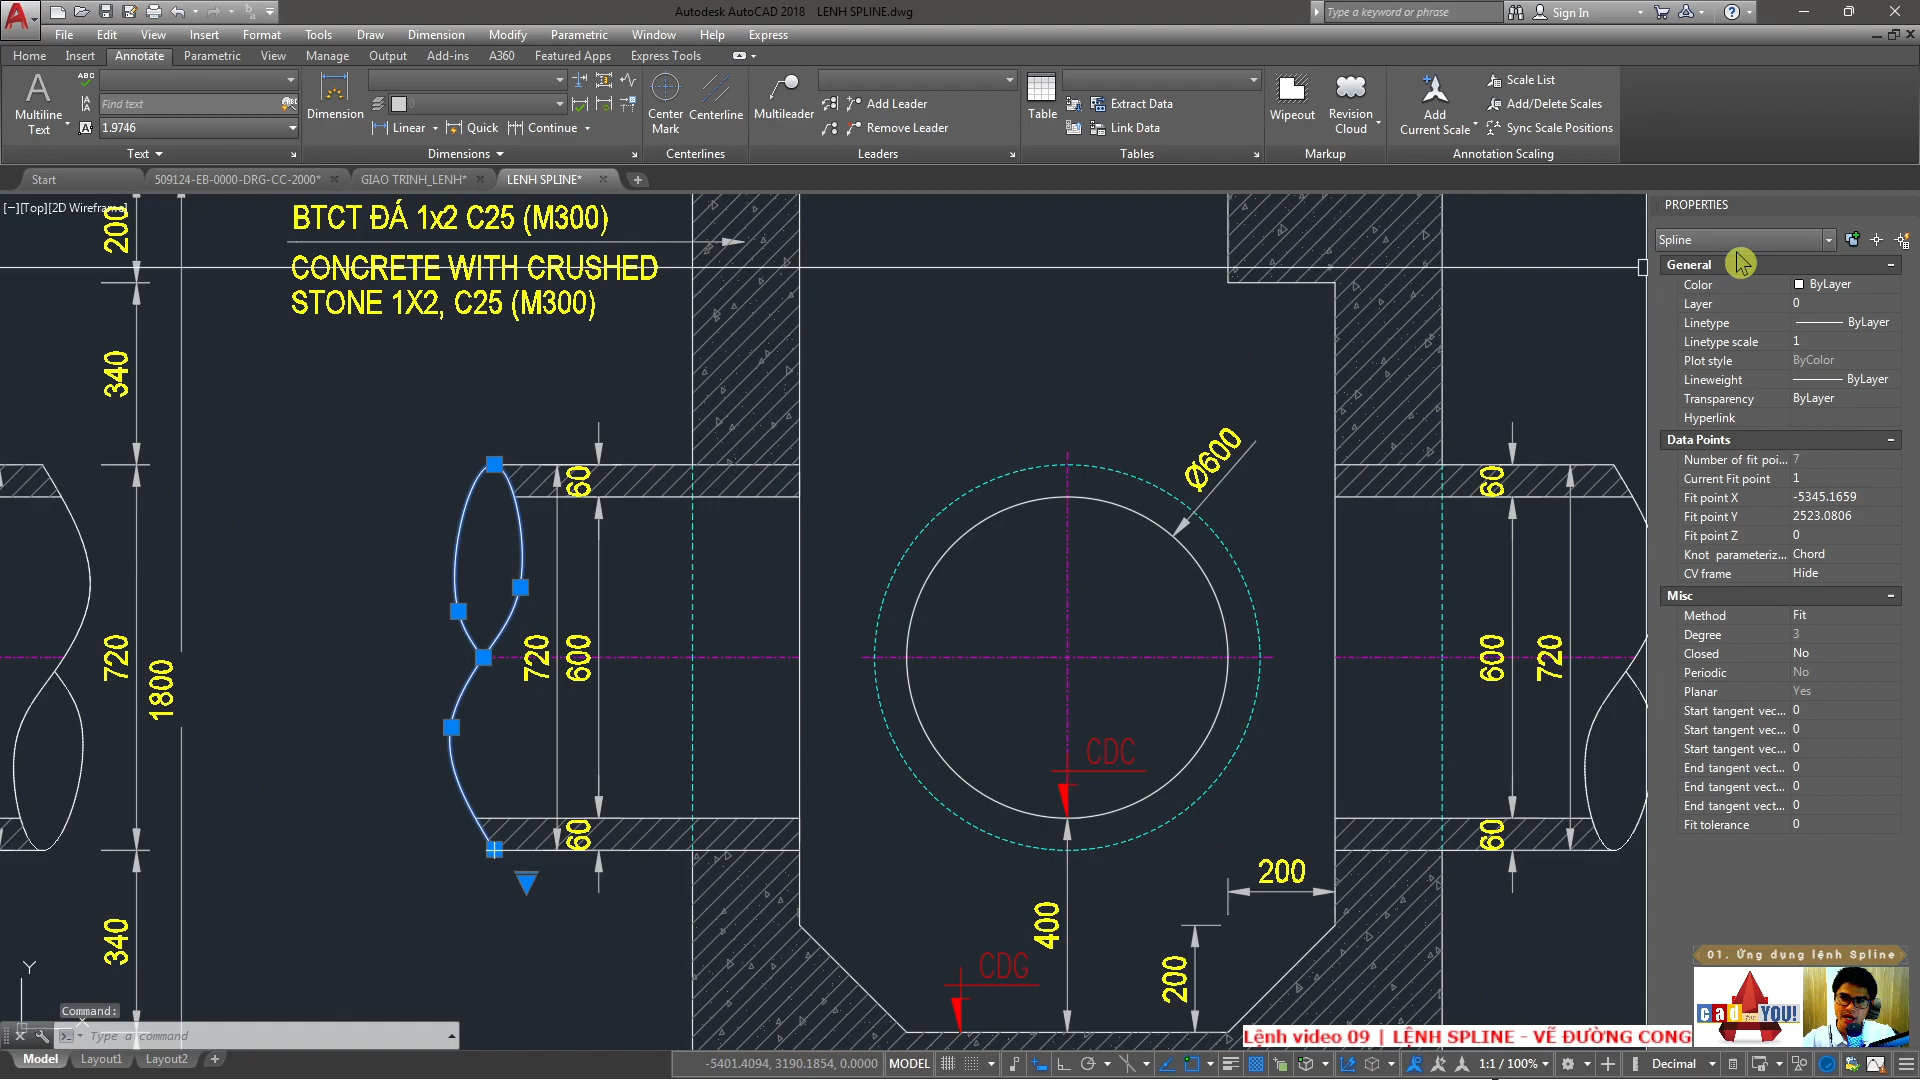 Autodesk AutoCAD 2018 LENH SPLINE.dwg
Type a keyword or phrase
Sign In
File Edit View Insert Format Tools Draw Dimension Modify Parametric Window Help Express
Home Insert Annotate Parametric View Manage Output Add-ins A360 Featured Apps Express Tools
Multiline
Text
ABC
Find text
1.9746
Text
Dimension
0
Linear
Quick
Continue
Dimensions
Center
Mark
Centerline
Centerlines
Multileader
Add Leader
Remove Leader
Leaders
Table
Extract Data
Link Data
Tables
Wipeout
Revision
Cloud
Markup
Add
Current Scale
Scale List
Add/Delete Scales
Sync Scale Positions
Annotation Scaling
Start
509124-EB-0000-DRG-CC-2000*
GIAO TRINH_LENH*
LENH SPLINE*
[−][Top][2D Wireframe]
BTCT ĐÁ 1x2 C25 (M300)
CONCRETE WITH CRUSHED
STONE 1X2, C25 (M300)
200
340
720
1800
340
60
720
600
60
Ø600
CDC
CDG
400
200
200
60
600
720
60
Y
PROPERTIES
Spline
General
Color ByLayer
Layer 0
Linetype ByLayer
Linetype scale 1
Plot style ByColor
Lineweight ByLayer
Transparency ByLayer
Hyperlink
Data Points
Number of fit poi... 7
Current Fit point 1
Fit point X -5345.1659
Fit point Y 2523.0806
Fit point Z 0
Knot parameteriz... Chord
CV frame Hide
Misc
Method Fit
Degree 3
Closed No
Periodic No
Planar Yes
Start tangent vec... 0
Start tangent vec... 0
Start tangent vec... 0
End tangent vect... 0
End tangent vect... 0
End tangent vect... 0
Fit tolerance 0
01. Ứng dụng lệnh Spline
cad for YOU!
Lệnh video 09 | LỆNH SPLINE - VẼ ĐƯỜNG CONG
Command:
Type a command
Model Layout1 Layout2
-5401.4094, 3190.1854, 0.0000 MODEL
1:1 / 100%
Decimal